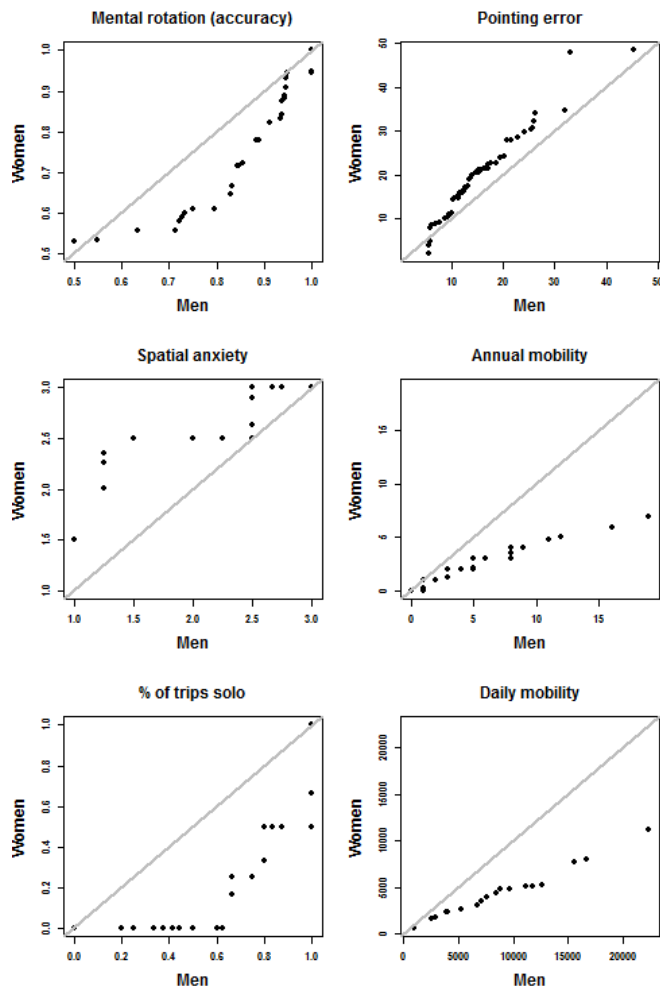 Mental rotation (accuracy)
Women
1.0
0.9
0.8
0.7
0.6
0.5
0.5 0.6 0.7 0.8 0.9 1.0
Men
Pointing error
Women
50
40
30
20
10
10 20 30 40 50
Men
Spatial anxiety
Women
3.0
2.5
2.0
1.5
1.0
1.0 1.5 2.0 2.5 3.0
Men
Annual mobility
Women
15
10
5
0
0 5 10 15
Men
% of trips solo
Women
1.0
0.8
0.6
0.4
0.2
0.0
0.0 0.2 0.4 0.6 0.8 1.0
Men
Daily mobility
Women
20000
15000
10000
5000
0
0 5000 10000 15000 20000
Men